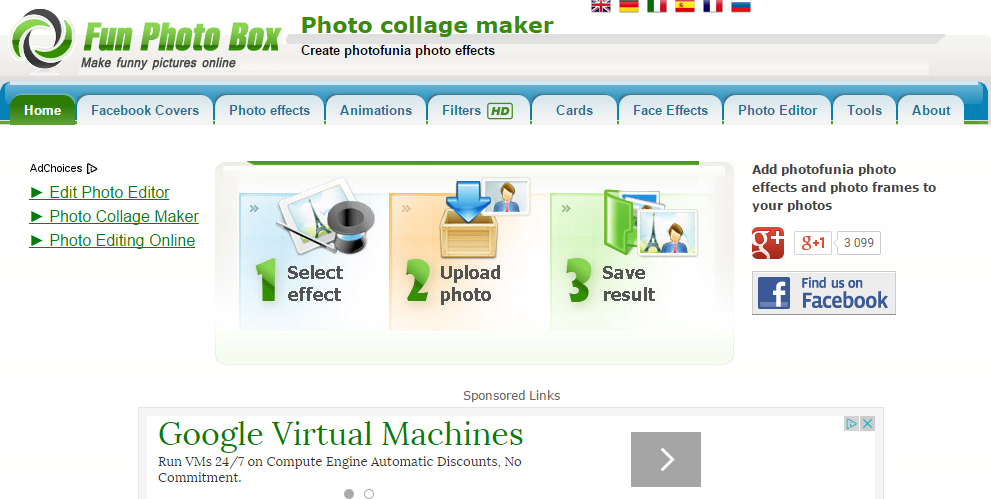 Fun Photo Box
Make funny pictures online
Photo collage maker
Create photofunia photo effects
Home
Facebook Covers
Photo effects
Animations
Filters HD
Cards
Face Effects
Photo Editor
Tools
About
AdChoices
► Edit Photo Editor
► Photo Collage Maker
► Photo Editing Online
1 Select
effect
2 Upload
photo
3 Save
result
Add photofunia photo
effects and photo frames to
your photos
g+
g+1
3 099
f
Find us on
Facebook
Sponsored Links
Google Virtual Machines
Run VMs 24/7 on Compute Engine Automatic Discounts, No
Commitment.